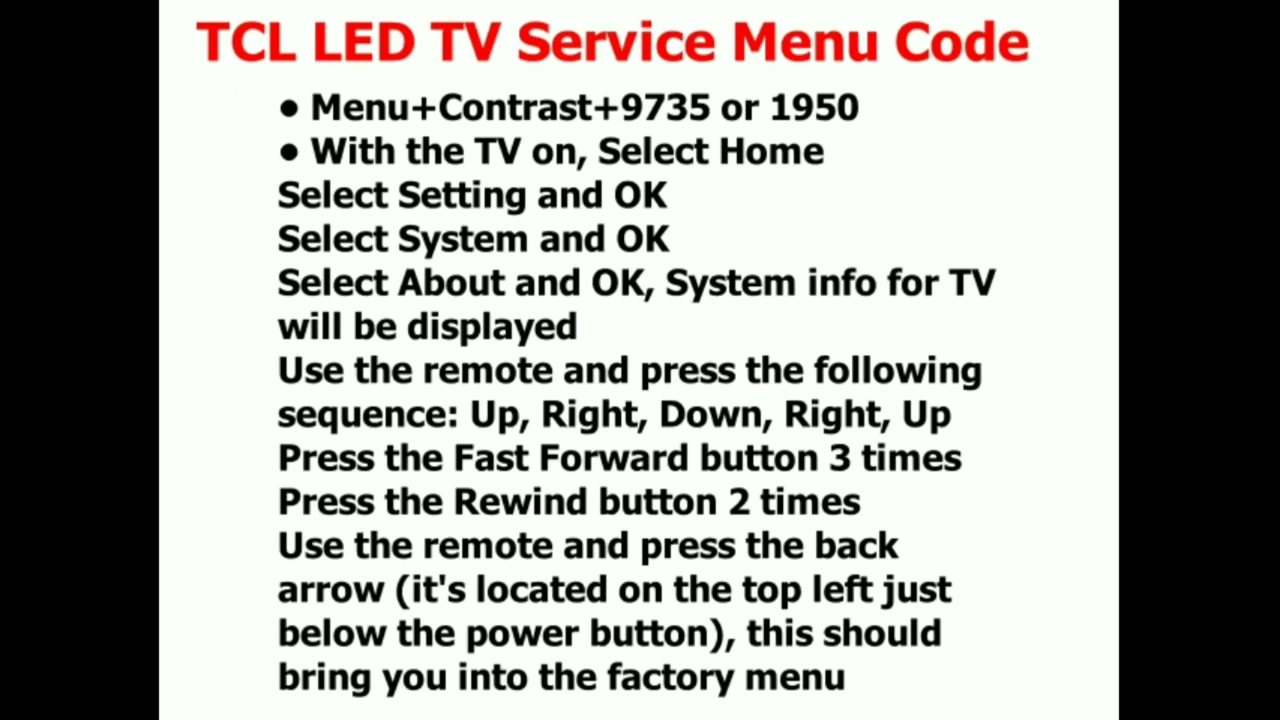 TCL LED TV Service Menu Code
● Menu+Contrast+9735 or 1950
● With the TV on, Select Home
Select Setting and OK
Select System and OK
Select About and OK, System info for TV
will be displayed
Use the remote and press the following
sequence: Up, Right, Down, Right, Up
Press the Fast Forward button 3 times
Press the Rewind button 2 times
Use the remote and press the back
arrow (it's located on the top left just
below the power button), this should
bring you into the factory menu